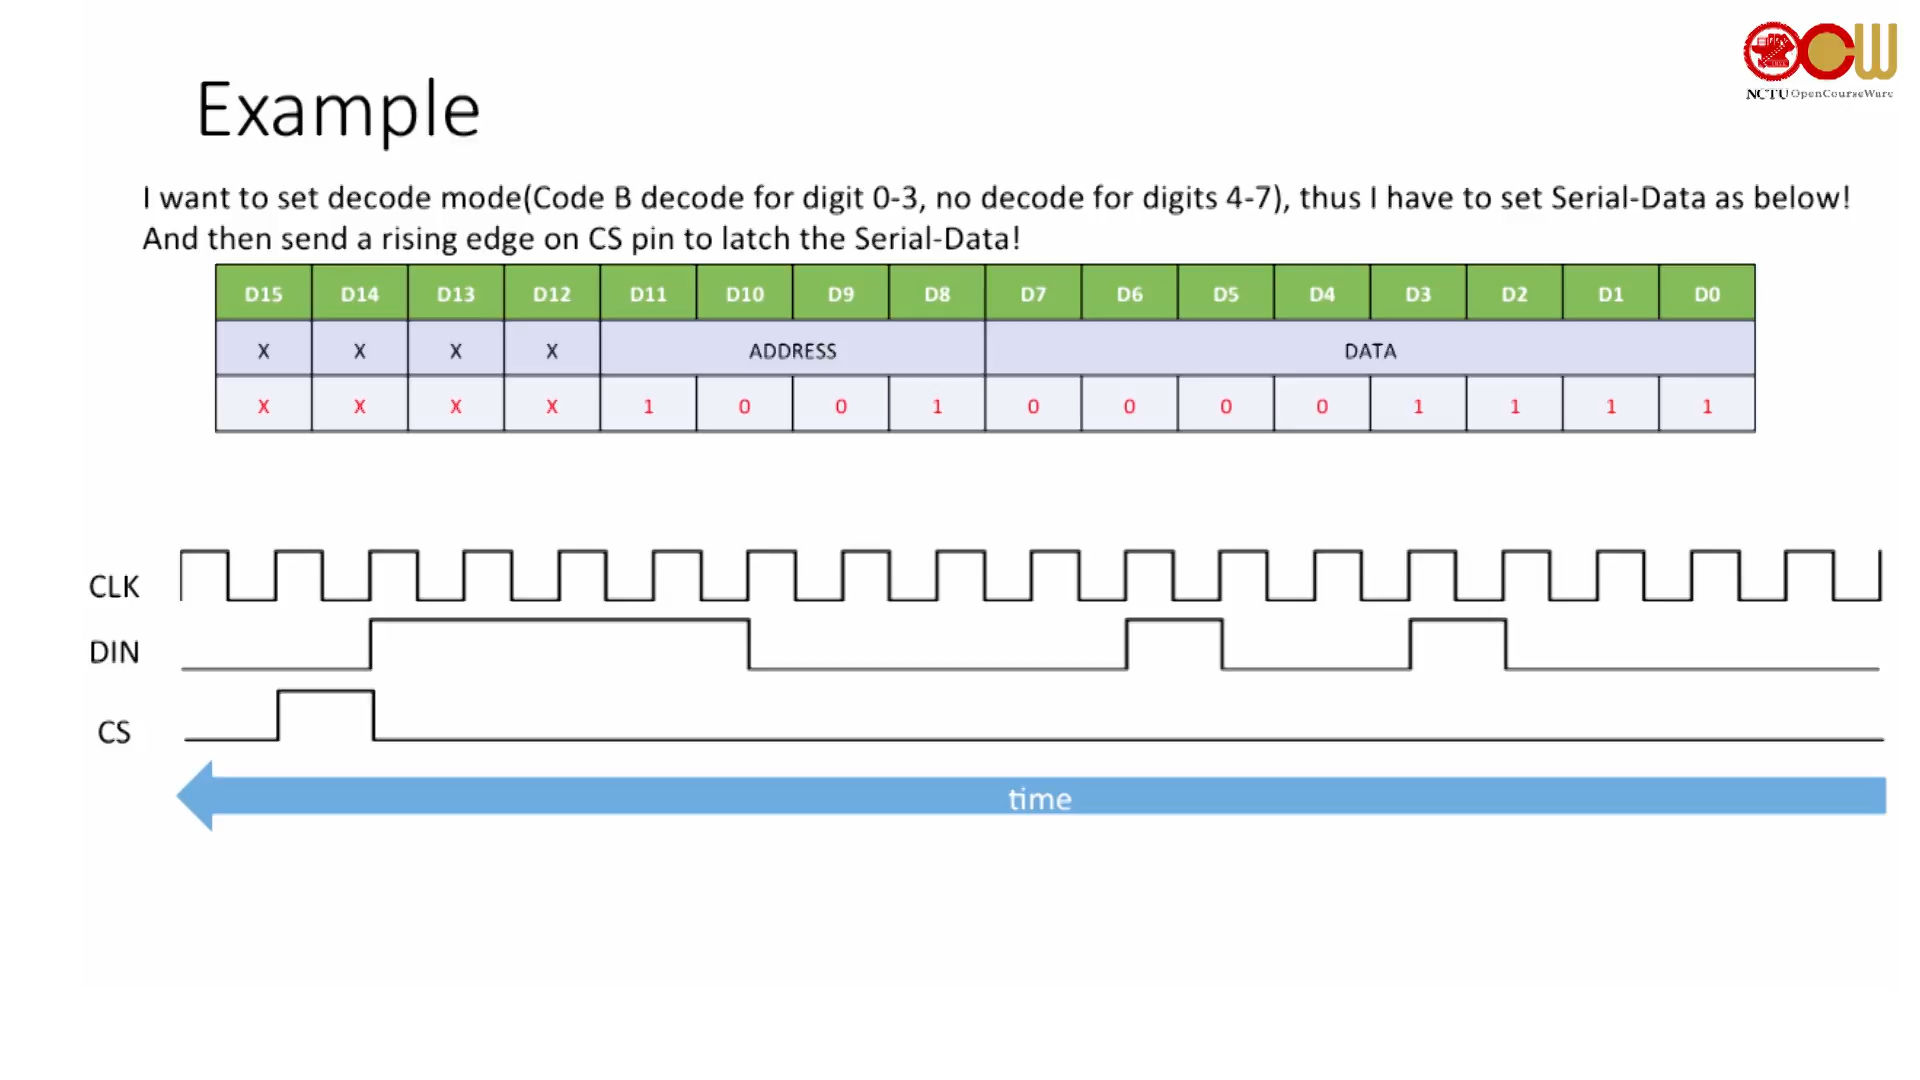 NCTU OpenCourseWare
Example
I want to set decode mode(Code B decode for digit 0-3, no decode for digits 4-7), thus I have to set Serial-Data as below!
And then send a rising edge on CS pin to latch the Serial-Data!
D15 D14 D13 D12 D11 D10 D9 D8 D7 D6 D5 D4 D3 D2 D1 D0
X X X X ADDRESS DATA
X X X X 1 0 0 1 0 0 0 0 1 1 1 1
CLK
DIN
CS
time